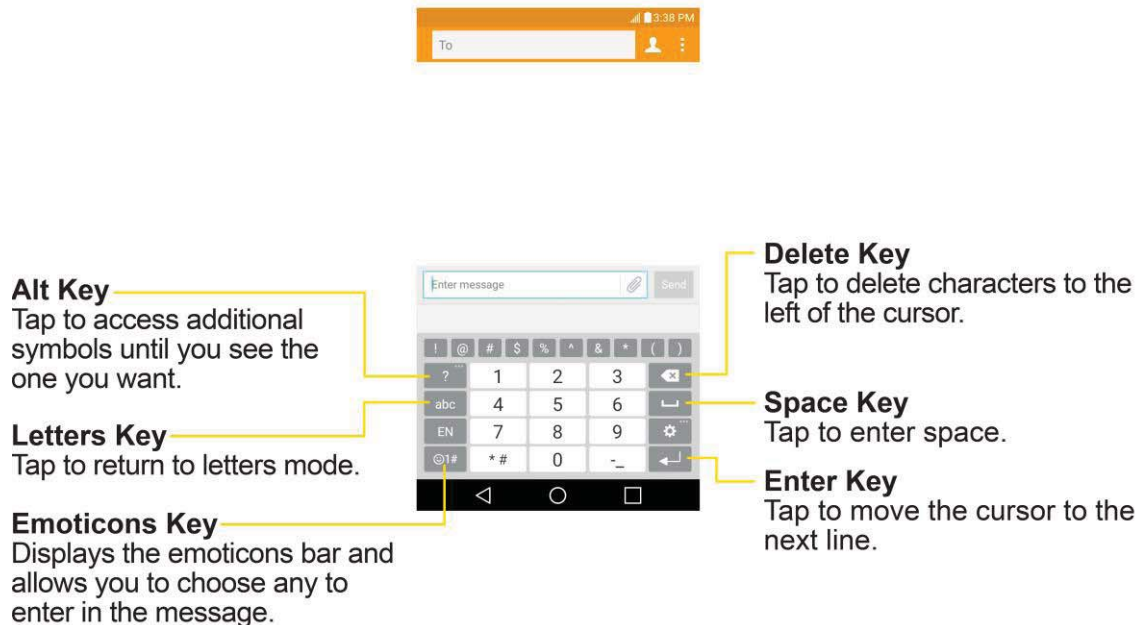 3:38 PM
To
Enter message
Send
! @ # $ % ^ & * ( )
? ... 1 2 3
abc 4 5 6
EN 7 8 9 ...
☺1# * # 0 -_
Alt Key
Tap to access additional
symbols until you see the
one you want.
Letters Key
Tap to return to letters mode.
Emoticons Key
Displays the emoticons bar and
allows you to choose any to
enter in the message.
Delete Key
Tap to delete characters to the
left of the cursor.
Space Key
Tap to enter space.
Enter Key
Tap to move the cursor to the
next line.